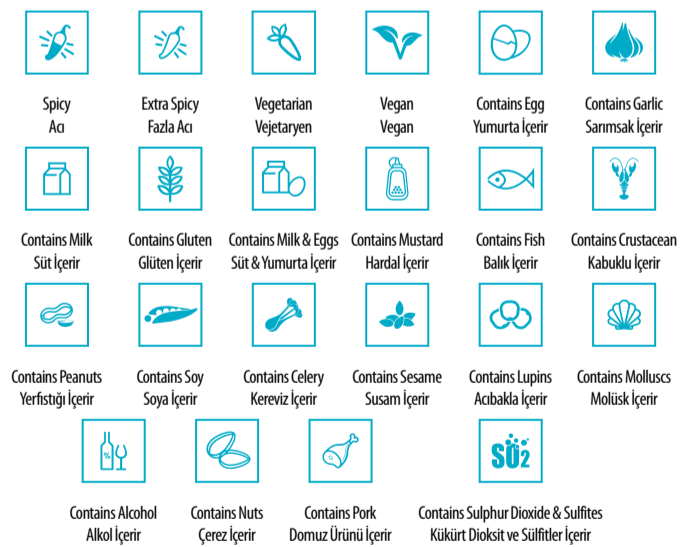 Spicy
Acı
Extra Spicy
Fazla Acı
Vegetarian
Vejetaryen
Vegan
Vegan
Contains Egg
Yumurta İçerir
Contains Garlic
Sarımsak İçerir
Contains Milk
Süt İçerir
Contains Gluten
Glüten İçerir
Contains Milk & Eggs
Süt & Yumurta İçerir
Contains Mustard
Hardal İçerir
Contains Fish
Balık İçerir
Contains Crustacean
Kabuklu İçerir
Contains Peanuts
Yerfıstığı İçerir
Contains Soy
Soya İçerir
Contains Celery
Kereviz İçerir
Contains Sesame
Susam İçerir
Contains Lupins
Acıbakla İçerir
Contains Molluscs
Molüsk İçerir
%
Contains Alcohol
Alkol İçerir
Contains Nuts
Çerez İçerir
Contains Pork
Domuz Ürünü İçerir
SO2
Contains Sulphur Dioxide & Sulfites
Kükürt Dioksit ve Sülfitler İçerir